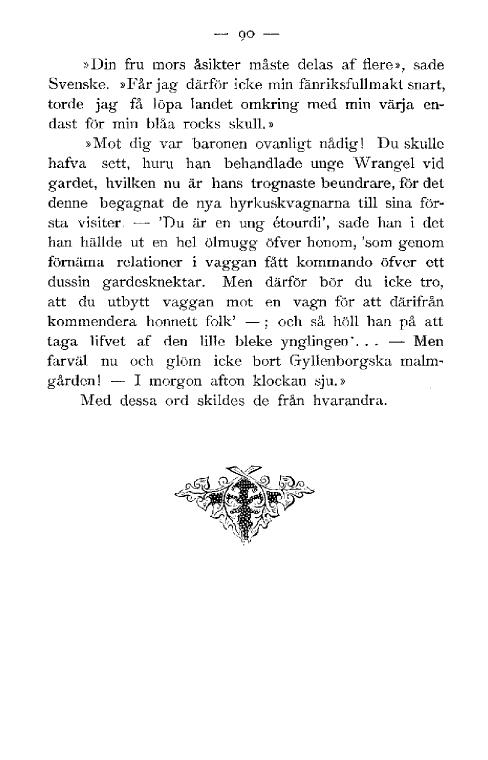 — 90 —
»Din fru mors åsikter måste delas af flere», sade
Svenske. »Får jag därför icke min fänriksfullmakt snart,
torde jag få löpa landet omkring med min värja en-
dast för min blåa rocks skull.»
»Mot dig var baronen ovanligt nådig! Du skulle
hafva sett, huru han behandlade unge Wrangel vid
gardet, hvilken nu är hans trognaste beundrare, för det
denne begagnat de nya hyrkuskvagnarna till sina för-
sta visiter. — 'Du är en ung étourdi', sade han i det
han hällde ut en hel ölmugg öfver honom, 'som genom
förnäma relationer i vaggan fått kommando öfver ett
dussin gardesknektar. Men därför bör du icke tro,
att du utbytt vaggan mot en vagn för att därifrån
kommendera honnett folk' — ; och så höll han på att
taga lifvet af den lille bleke ynglingen'. . . — Men
farväl nu och glöm icke bort Gyllenborgska malm-
gården! — I morgon afton klockan sju.»
Med dessa ord skildes de från hvarandra.